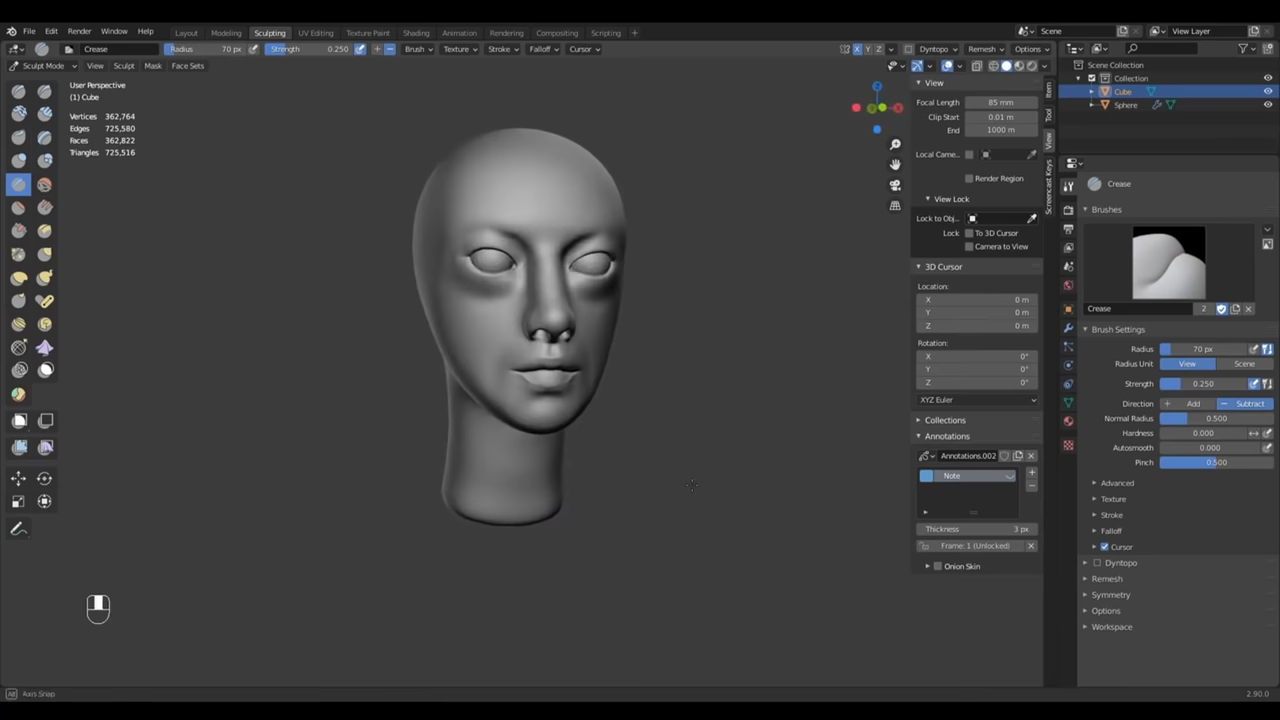 File Edit Render Window Help Layout Modeling Sculpting UV Editing Texture Paint Shading Animation Rendering Compositing Scripting + Scene View Layer
Crease Radius 70 px Strength 0.250 Brush Texture Stroke Falloff Cursor X Y Z Dyntopo Remesh Options
Sculpt Mode View Sculpt Mask Face Sets
User Perspective
(1) Cube
Vertices 362,764
Edges 725,580
Faces 362,822
Triangles 725,516
View
Focal Length 85 mm
Clip Start 0.01 m
End 1000 m
Local Came...
Render Region
View Lock
Lock to Obj...
Lock To 3D Cursor
Camera to View
3D Cursor
Location:
X 0 m
Y 0 m
Z 0 m
Rotation:
X 0°
Y 0°
Z 0°
XYZ Euler
Collections
Annotations
Annotations.002
Note
Thickness 3 px
Frame: 1 (Unlocked)
Onion Skin
Item
Tool
View
Screencast Keys
Scene Collection
Collection
Cube
Sphere
Crease
Brushes
Crease 2
Brush Settings
Radius 70 px
Radius Unit View Scene
Strength 0.250
Direction + Add − Subtract
Normal Radius 0.500
Hardness 0.000
Autosmooth 0.000
Pinch 0.500
Advanced
Texture
Stroke
Falloff
Cursor
Dyntopo
Remesh
Symmetry
Options
Workspace
Alt Axis Snap 2.90.0